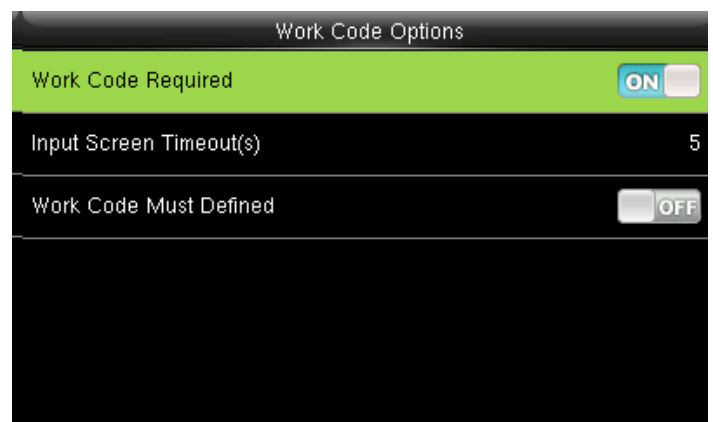 Work Code Options
Work Code Required ON
Input Screen Timeout(s) 5
Work Code Must Defined OFF